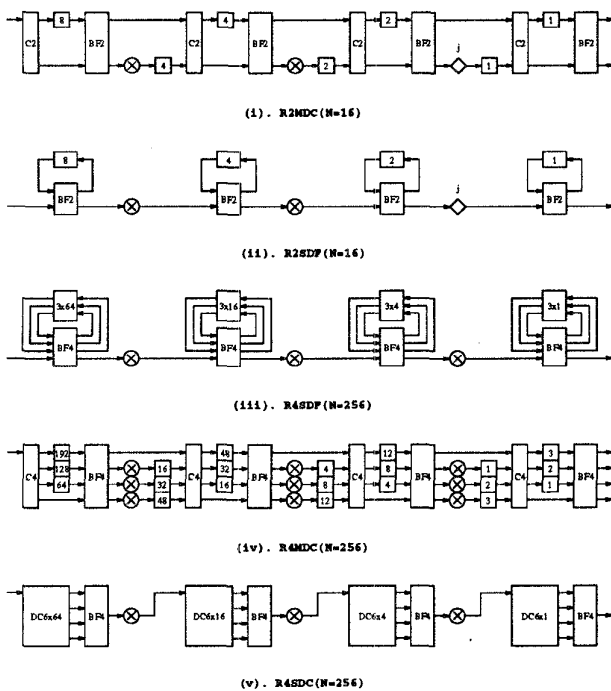 8 4 2 1
C2 BF2 C2 BF2 C2 BF2 j C2 BF2
4 2 1
(i). R2MDC(N=16)
8 4 2 1
BF2 BF2 BF2 j BF2
(ii). R2SDF(N=16)
3x64 3x16 3x4 3x1
BF4 BF4 BF4 BF4
(iii). R4SDF(N=256)
192 48 12 3
128 16 32 4 8 1 2
C4 64 BF4 32 C4 16 BF4 8 C4 4 BF4 2 C4 1 BF4
48 12 3
(iv). R4MDC(N=256)
DC6x64 BF4 DC6x16 BF4 DC6x4 BF4 DC6x1 BF4
(v). R4SDC(N=256)